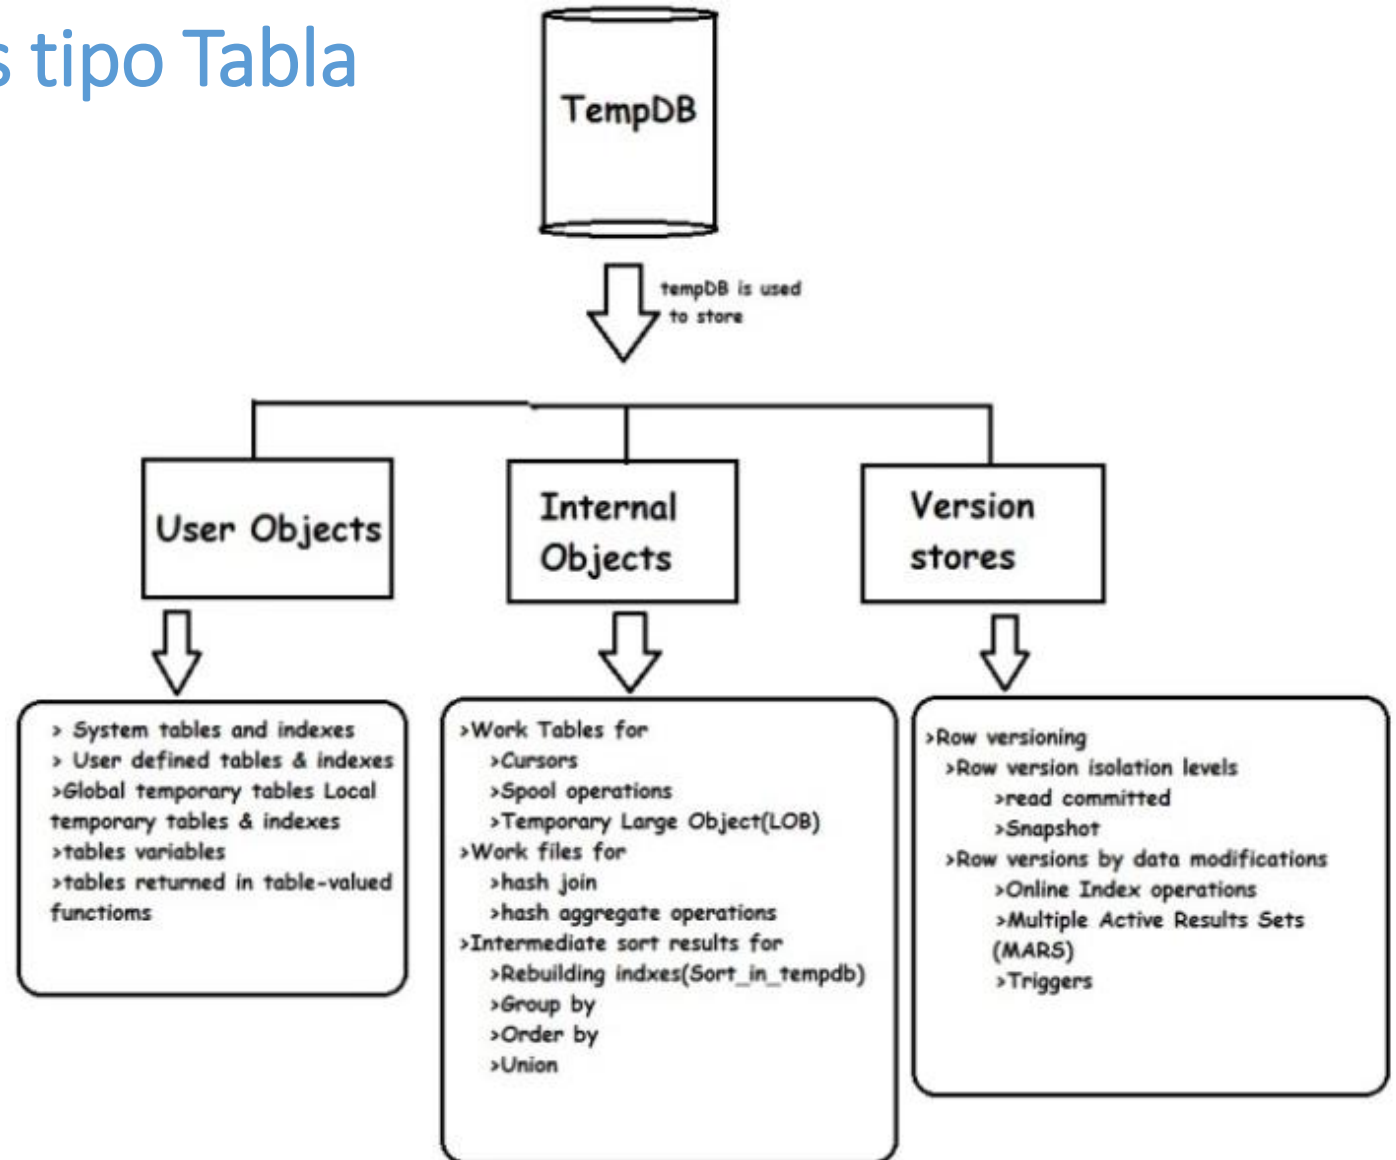 s tipo Tabla
TempDB
tempDB is used
to store
User Objects
Internal
Objects
Version
stores
> System tables and indexes
> User defined tables & indexes
>Global temporary tables Local
temporary tables & indexes
>tables variables
>tables returned in table-valued
functioms
>Work Tables for
>Cursors
>Spool operations
>Temporary Large Object(LOB)
>Work files for
>hash join
>hash aggregate operations
>Intermediate sort results for
>Rebuilding indxes(Sort_in_tempdb)
>Group by
>Order by
>Union
>Row versioning
>Row version isolation levels
>read committed
>Snapshot
>Row versions by data modifications
>Online Index operations
>Multiple Active Results Sets
(MARS)
>Triggers